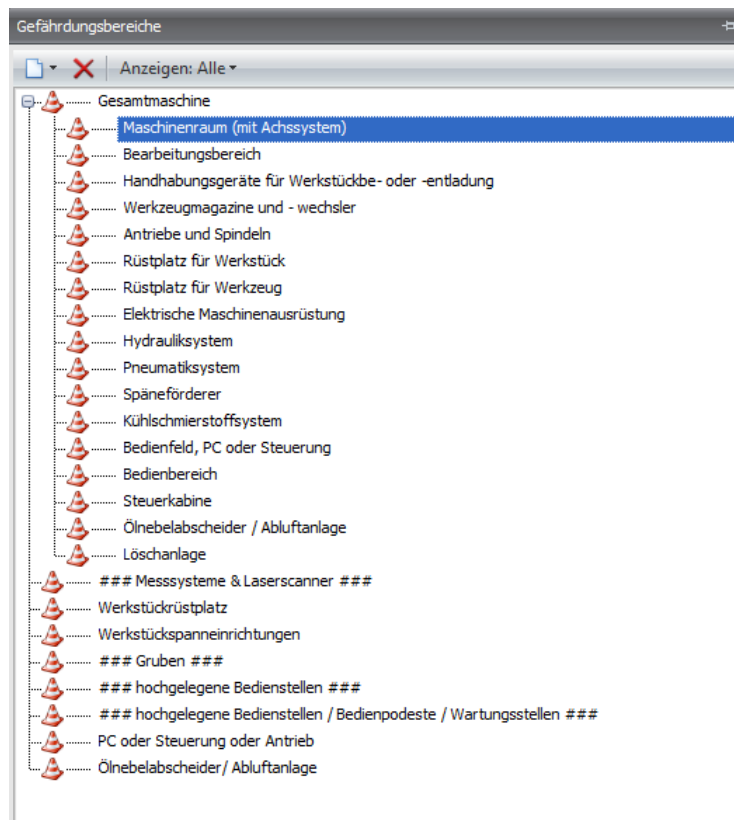 Gefährdungsbereiche
Anzeigen: Alle
Gesamtmaschine
Maschinenraum (mit Achssystem)
Bearbeitungsbereich
Handhabungsgeräte für Werkstückbe- oder -entladung
Werkzeugmagazine und - wechsler
Antriebe und Spindeln
Rüstplatz für Werkstück
Rüstplatz für Werkzeug
Elektrische Maschinenausrüstung
Hydrauliksystem
Pneumatiksystem
Späneförderer
Kühlschmierstoffsystem
Bedienfeld, PC oder Steuerung
Bedienbereich
Steuerkabine
Ölnebelabscheider / Abluftanlage
Löschanlage
### Messsysteme & Laserscanner ###
Werkstückrüstplatz
Werkstückspanneinrichtungen
### Gruben ###
### hochgelegene Bedienstellen ###
### hochgelegene Bedienstellen / Bedienpodeste / Wartungsstellen ###
PC oder Steuerung oder Antrieb
Ölnebelabscheider/ Abluftanlage